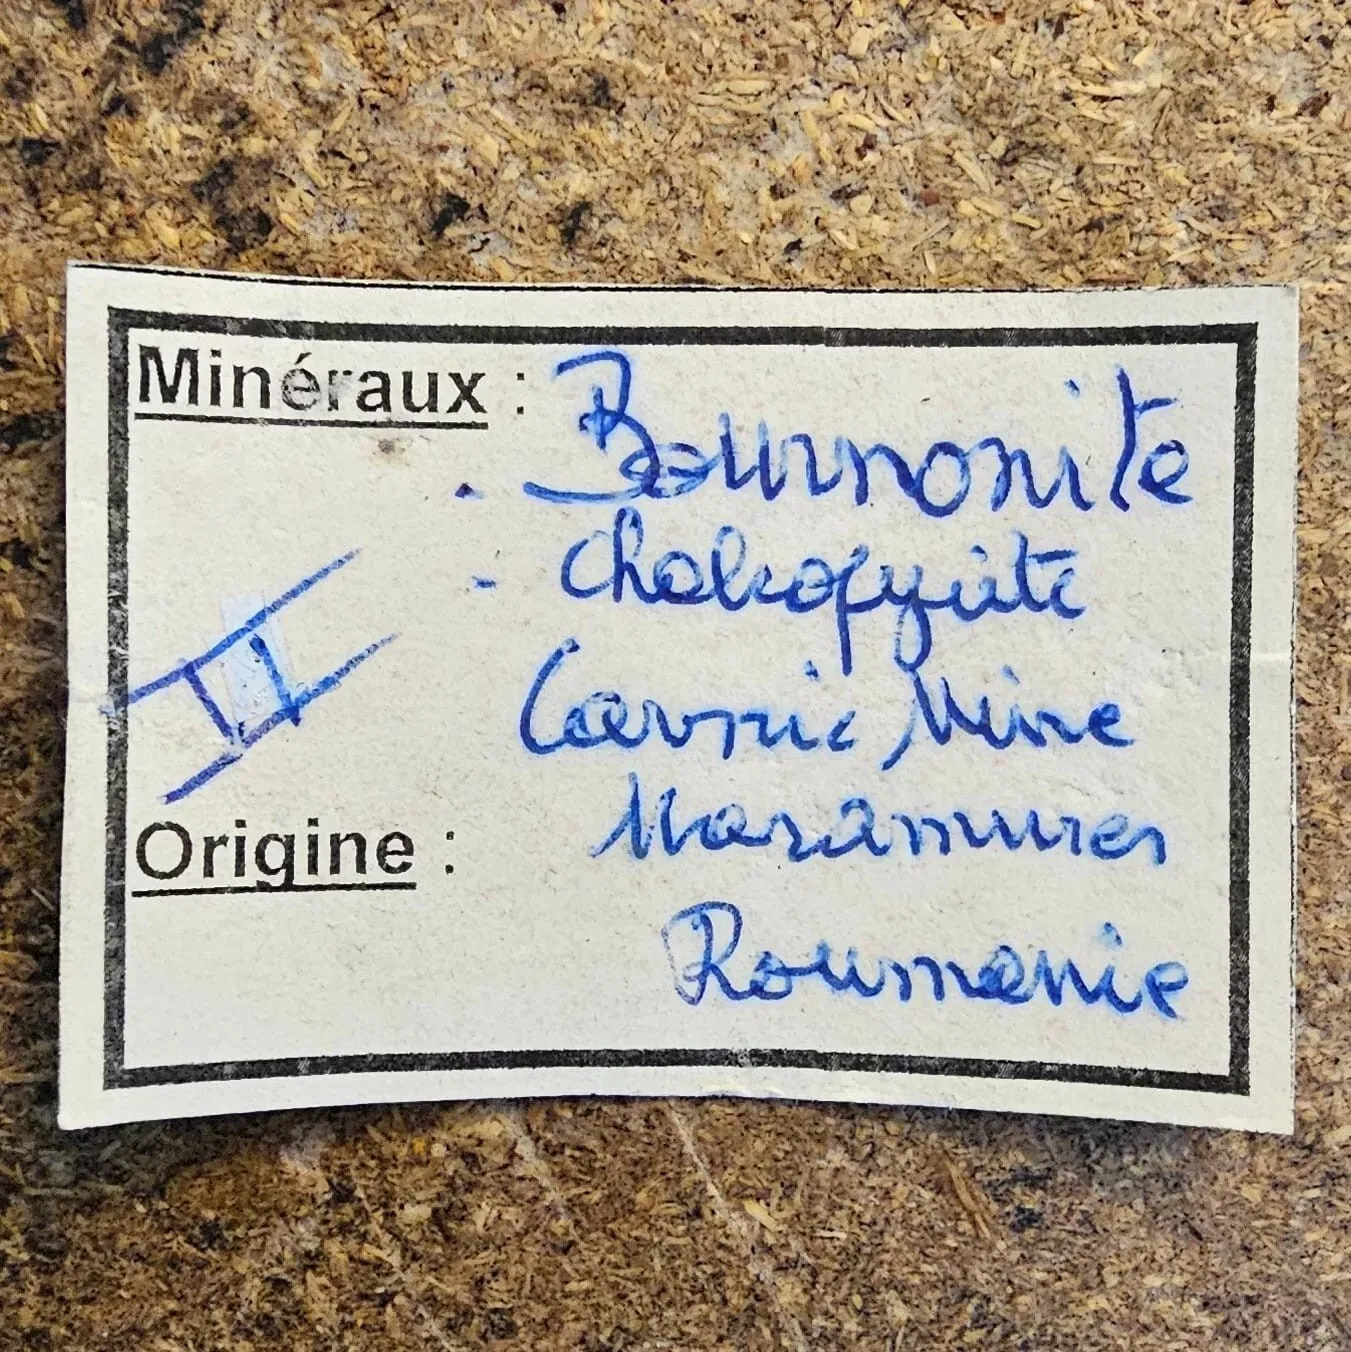 Minéraux : - Bournonite
- Chalcopyrite
Cavnic Mine
Maramures
Origine :
Roumanie